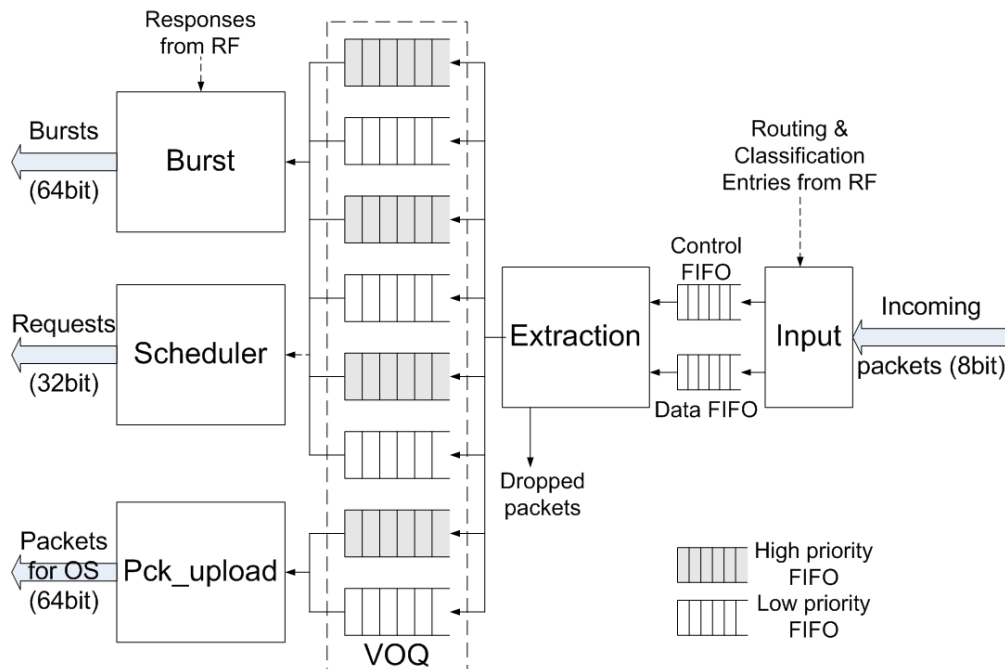 Responses
from RF
Bursts
(64bit)
Burst
Requests
(32bit)
Scheduler
Packets
for OS
(64bit)
Pck_upload
VOQ
Extraction
Dropped
packets
Control
FIFO
Data FIFO
Routing &
Classification
Entries from RF
Input
Incoming
packets (8bit)
High priority
FIFO
Low priority
FIFO